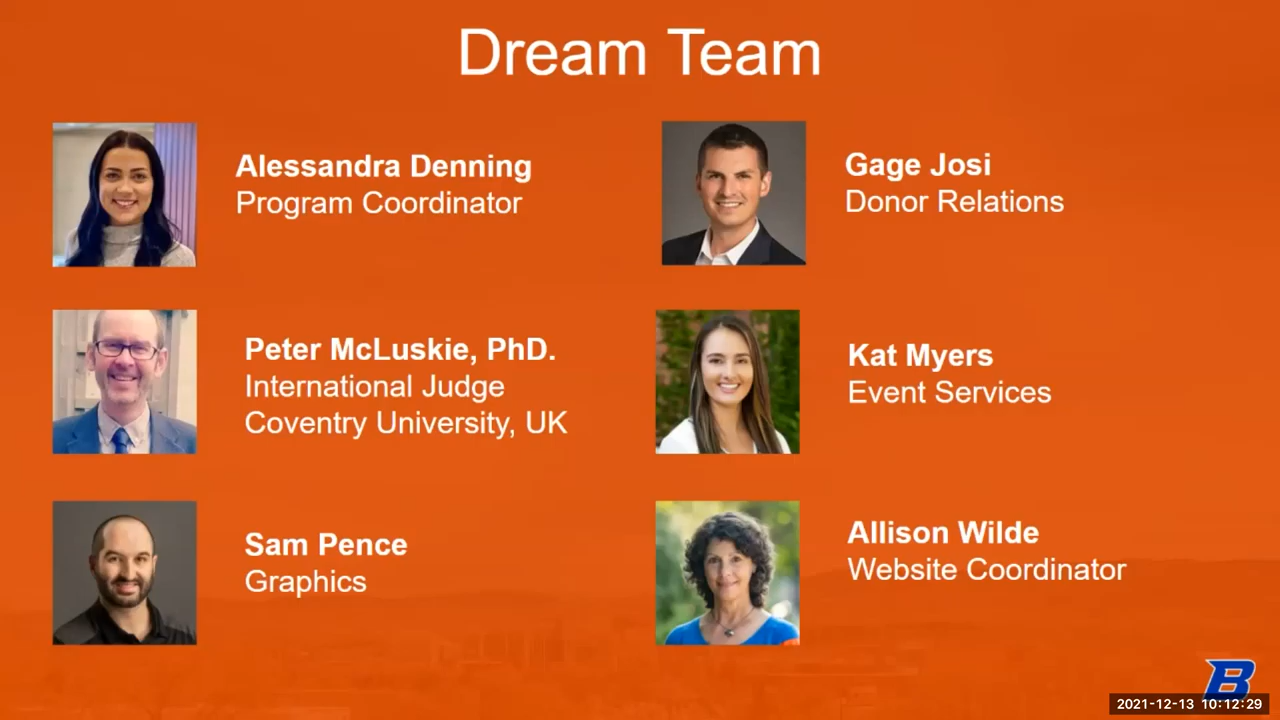 Dream Team
Alessandra Denning
Program Coordinator
Gage Josi
Donor Relations
Peter McLuskie, PhD.
International Judge
Coventry University, UK
Kat Myers
Event Services
Sam Pence
Graphics
Allison Wilde
Website Coordinator
B
2021-12-13 10:12:29